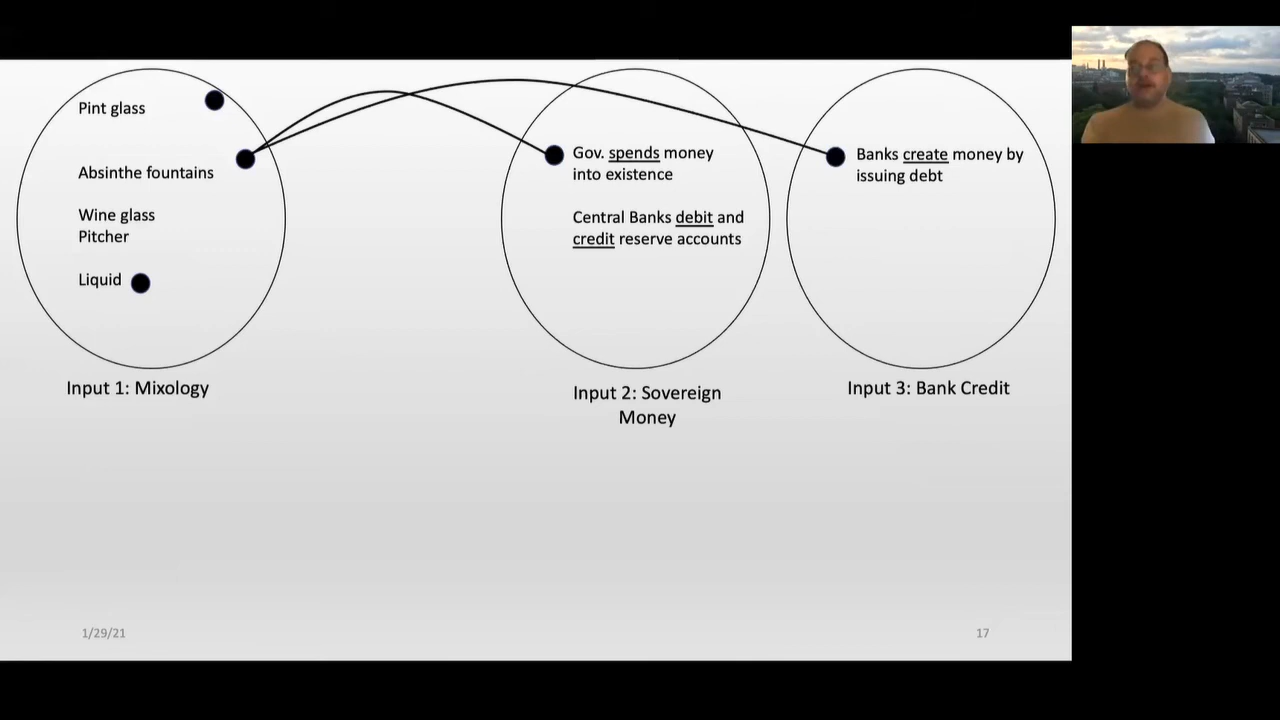 Pint glass
Absinthe fountains
Wine glass
Pitcher
Liquid
Input 1: Mixology
Gov. spends money
into existence
Central Banks debit and
credit reserve accounts
Input 2: Sovereign
Money
Banks create money by
issuing debt
Input 3: Bank Credit
1/29/21
17